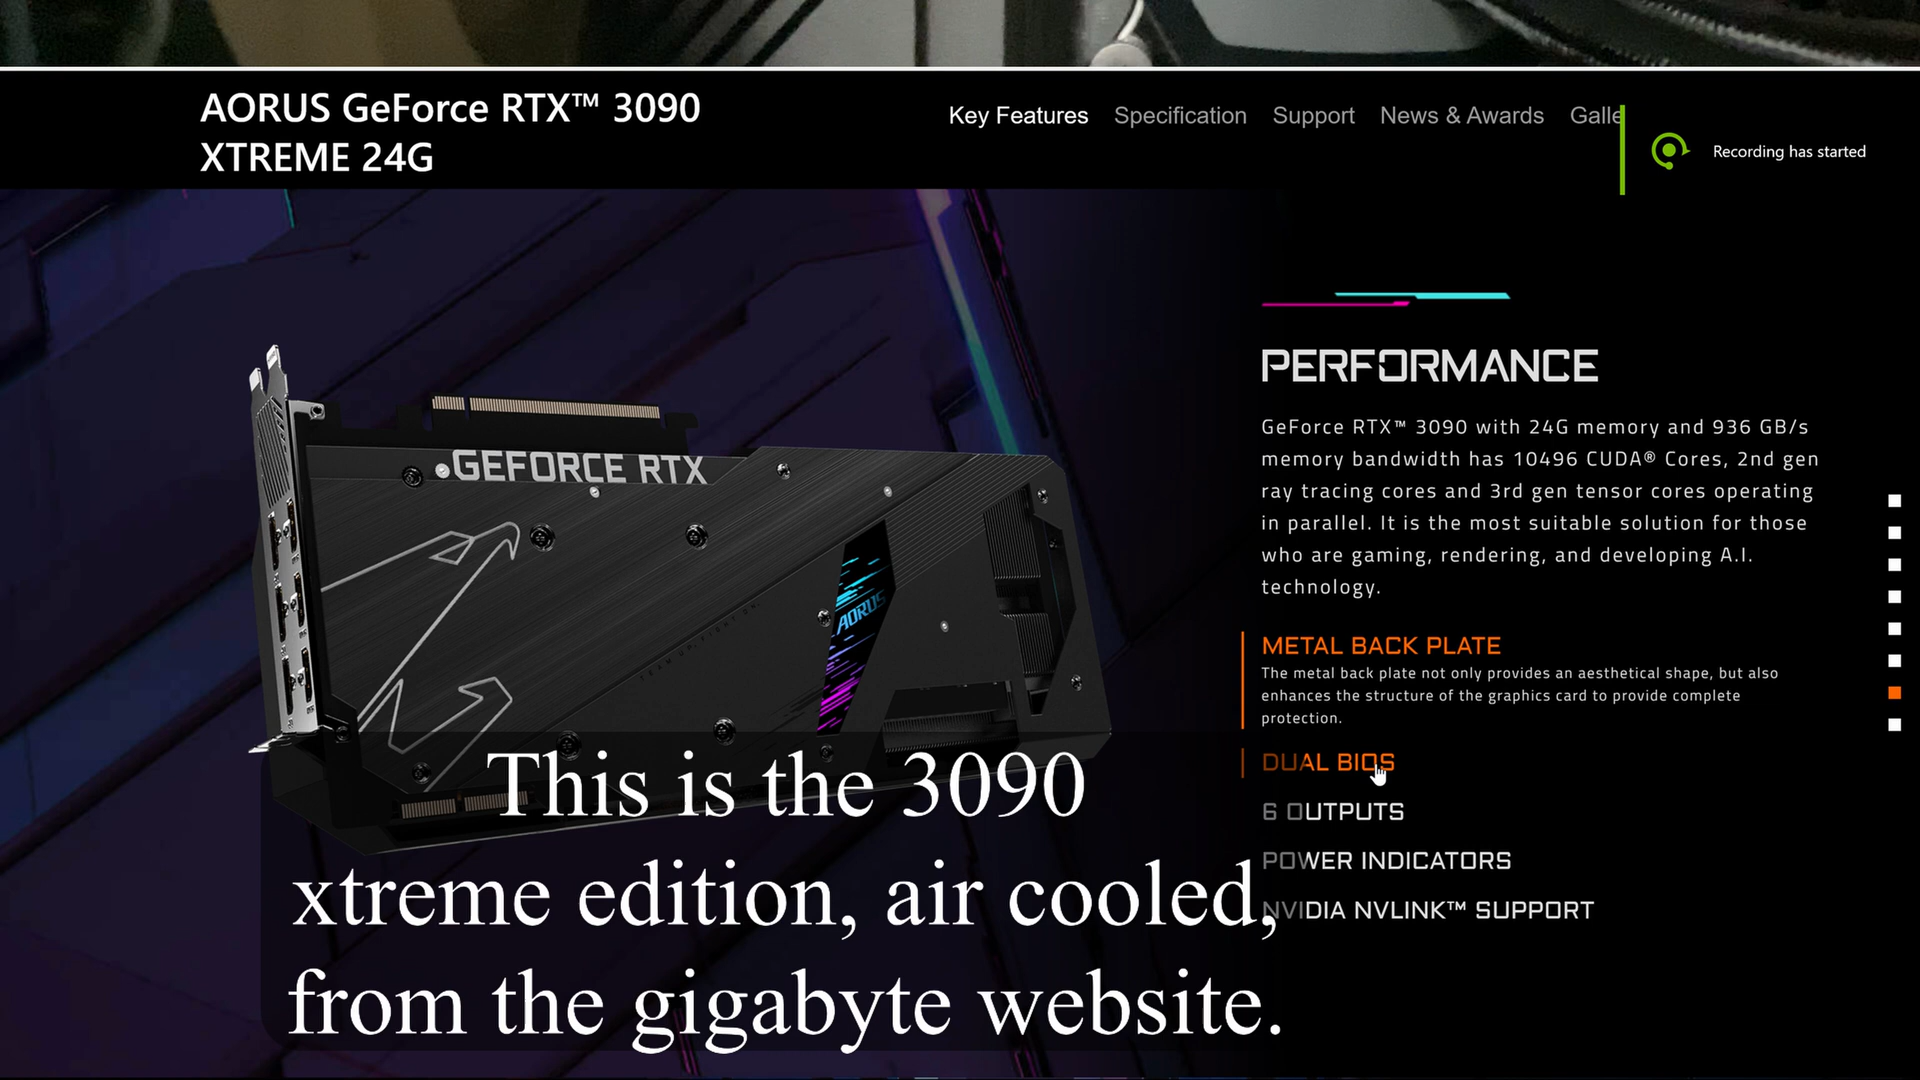 AORUS GeForce RTX™ 3090
XTREME 24G
Key Features Specification Support News & Awards Galle
Recording has started
GEFORCE RTX
AORUS
PERFORMANCE
GeForce RTX™ 3090 with 24G memory and 936 GB/s
memory bandwidth has 10496 CUDA® Cores, 2nd gen
ray tracing cores and 3rd gen tensor cores operating
in parallel. It is the most suitable solution for those
who are gaming, rendering, and developing A.I.
technology.
METAL BACK PLATE
The metal back plate not only provides an aesthetical shape, but also
enhances the structure of the graphics card to provide complete
protection.
DUAL BIOS
6 OUTPUTS
POWER INDICATORS
NVIDIA NVLINK™ SUPPORT
This is the 3090
xtreme edition, air cooled,
from the gigabyte website.